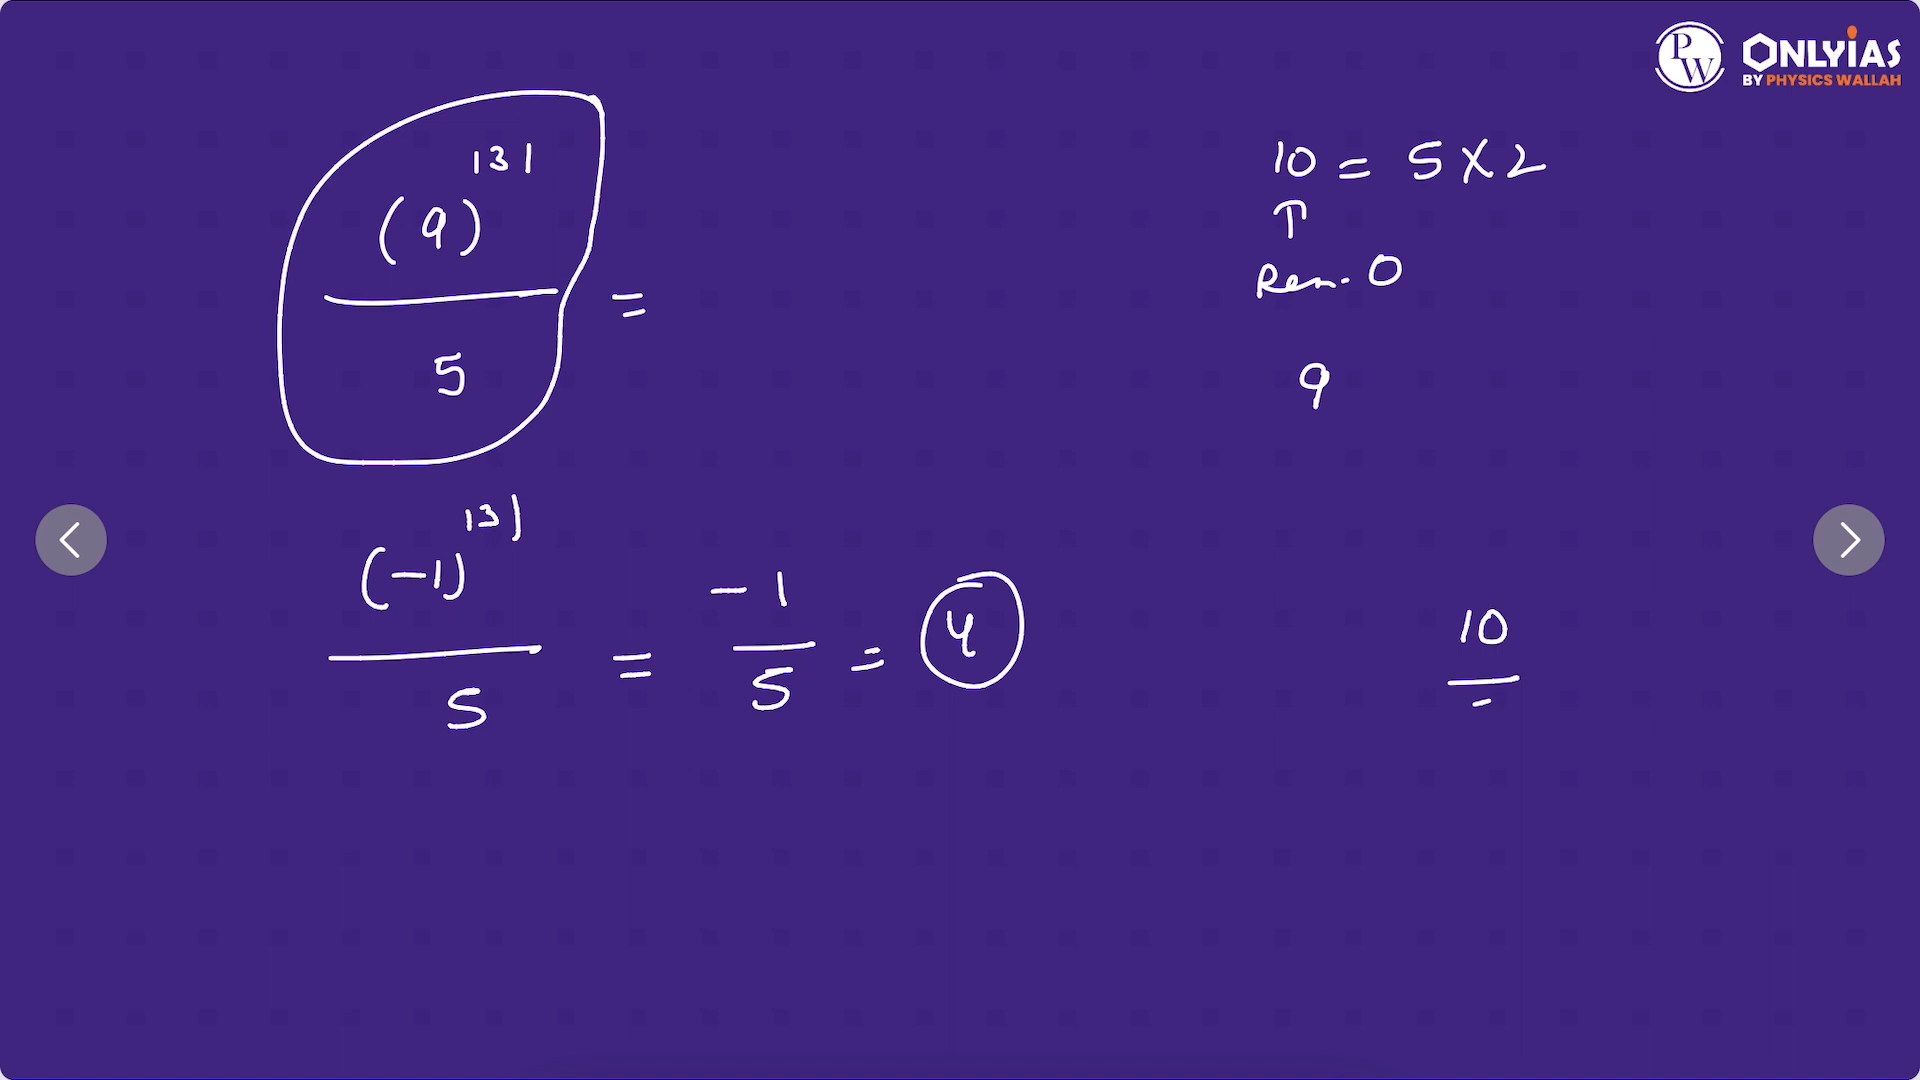 PW ONLYIAS
BY PHYSICS WALLAH
(9)^131 / 5 =
10 = 5 × 2
↑
Rem. 0
9
(-1)^131 / 5 = -1 / 5 = 4
10